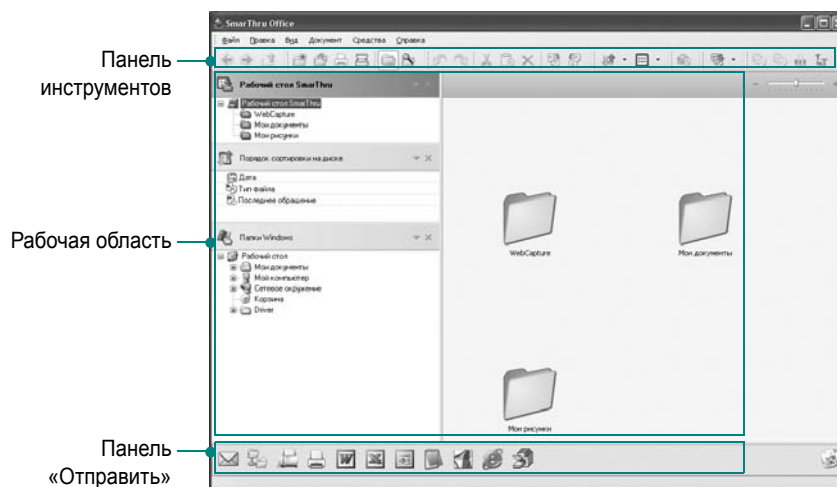 SmarThru Office
Файл Правка Вид Документ Средства Справка
Панель
инструментов
Рабочий стол SmarThru
Рабочий стол SmarThru
WebCapture
Мои документы
Мои рисунки
Порядок сортировки на диске
Дата
Тип файла
Последнее обращение
Рабочая область
Папки Windows
Рабочий стол
Мои документы
Мой компьютер
Сетевое окружение
Корзина
Driver
WebCapture
Мои документы
Мои рисунки
Панель
«Отправить»